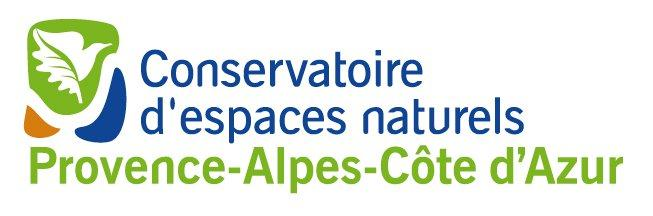 Conservatoire
d'espaces naturels
Provence-Alpes-Côte d’Azur